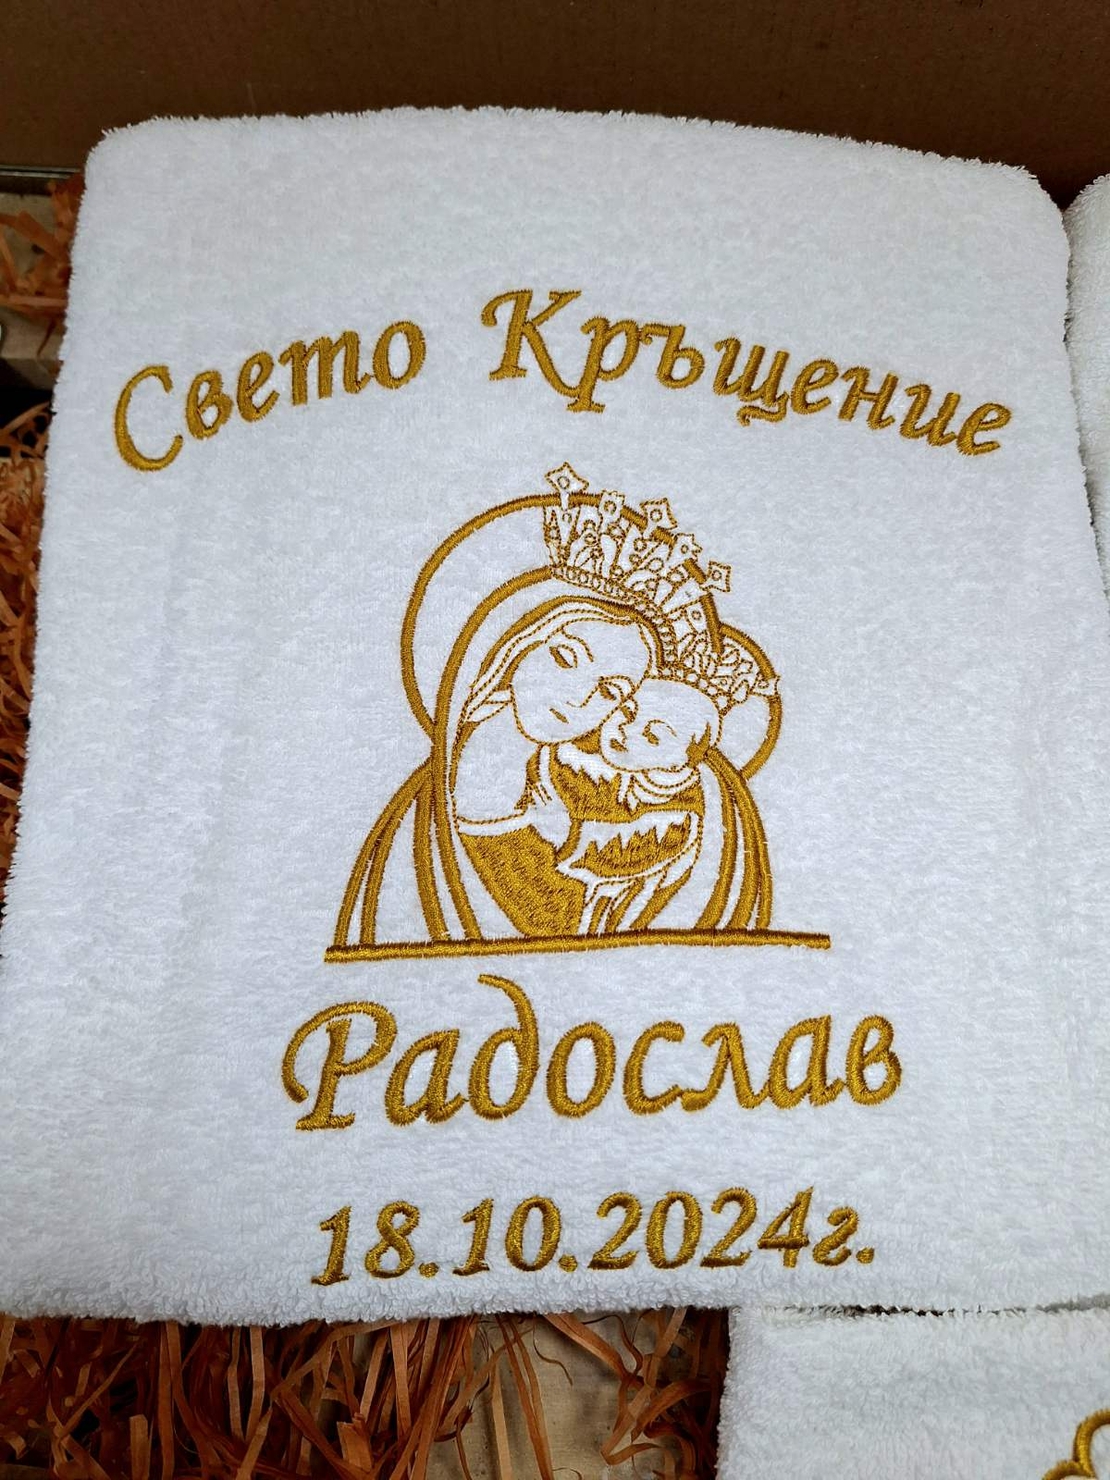 Свето Кръщение
Радослав
18.10.2024г.